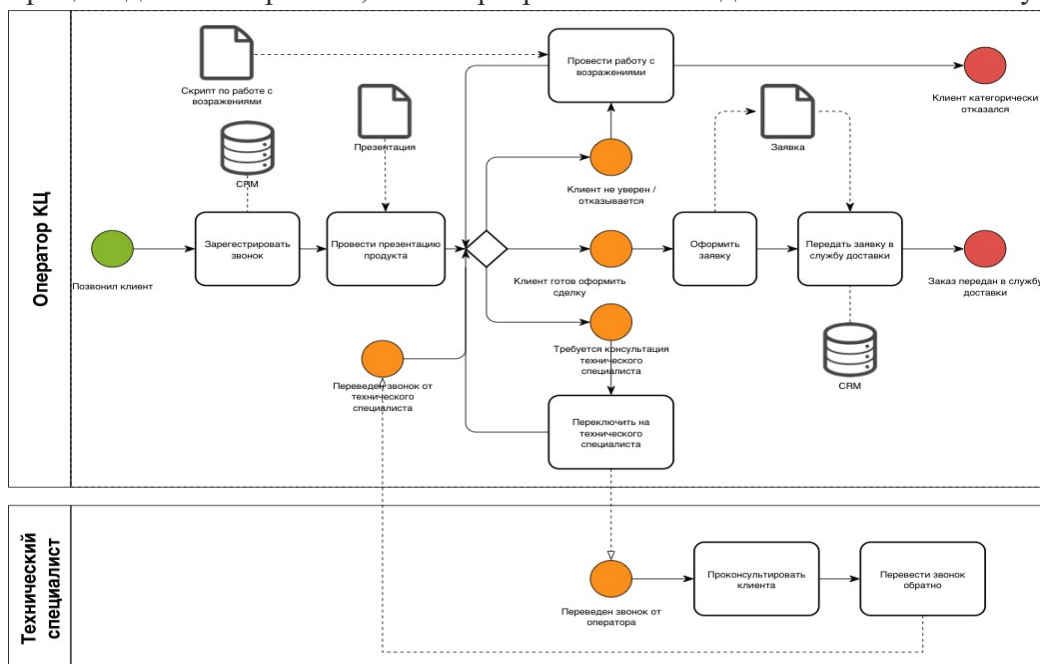 Оператор КЦ
Скрипт по работе с
возражениями
Провести работу с
возражениями
Клиент категорически
отказался
Презентация
Заявка
CRM
Клиент не уверен /
отказывается
Позвонил клиент
Зарегестрировать
звонок
Провести презентацию
продукта
Клиент готов оформить
сделку
Оформить
заявку
Передать заявку в
службу доставки
Заказ передан в службу
доставки
Требуется консультация
технического
специалиста
CRM
Переведен звонок от
технического
специалиста
Переключить на
технического
специалиста
Технический
специалист
Переведен звонок от
оператора
Проконсультировать
клиента
Перевести звонок
обратно